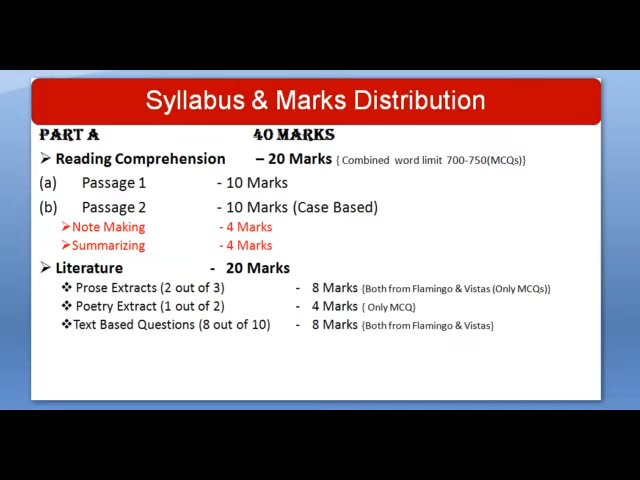 Syllabus & Marks Distribution
PART A 40 MARKS
➢ Reading Comprehension – 20 Marks { Combined word limit 700-750(MCQs)}
(a) Passage 1 - 10 Marks
(b) Passage 2 - 10 Marks (Case Based)
➢Note Making - 4 Marks
➢Summarizing - 4 Marks
➢ Literature - 20 Marks
❖ Prose Extracts (2 out of 3) - 8 Marks {Both from Flamingo & Vistas (Only MCQs)}
❖ Poetry Extract (1 out of 2) - 4 Marks { Only MCQ}
❖Text Based Questions (8 out of 10) - 8 Marks {Both from Flamingo & Vistas}